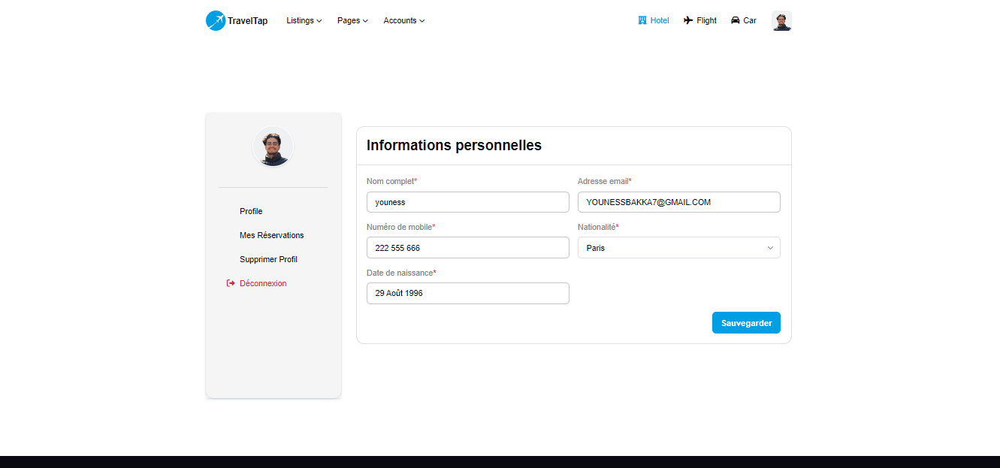 TravelTap Listings Pages Accounts Hotel Flight Car
Informations personnelles
Nom complet* Adresse email*
youness YOUNESSBAKKA7@GMAIL.COM
Profile
Numéro de mobile* Nationalité*
Mes Réservations
222 555 666 Paris
Supprimer Profil
Date de naissance*
Déconnexion
29 Août 1996
Sauvegarder